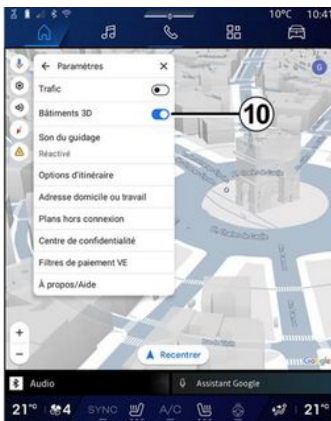 10°C 10:41
← Paramètres ×
G
Trafic
Bâtiments 3D
10
Son du guidage
Réactivé
Options d'itinéraire
Adresse domicile ou travail
Plans hors connexion
Centre de confidentialité
Filtres de paiement VE
À propos/Aide
+
−
Recentrer
Google
Audio
Assistant Google
21°C 4 SYNC A/C 21°C